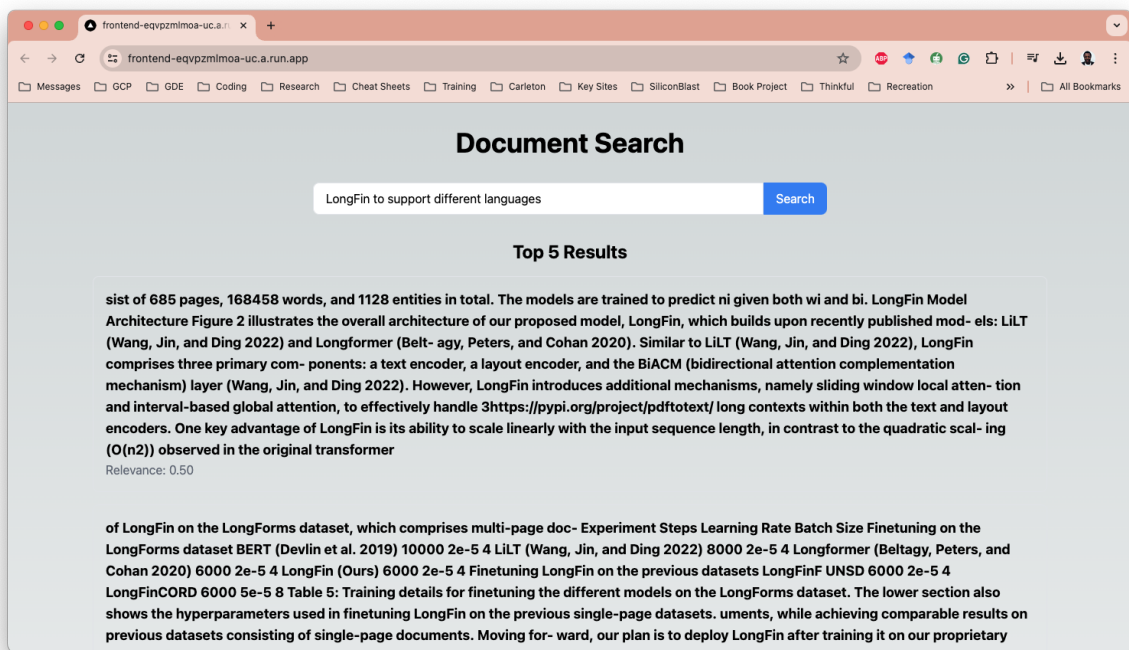 frontend-eqvpzmlmoa-uc.a.r
frontend-eqvpzmlmoa-uc.a.run.app
ABP
Messages GCP GDE Coding Research Cheat Sheets Training Carleton Key Sites SiliconBlast Book Project Thinkful Recreation » All Bookmarks
Document Search
LongFin to support different languages Search
Top 5 Results
sist of 685 pages, 168458 words, and 1128 entities in total. The models are trained to predict ni given both wi and bi. LongFin Model
Architecture Figure 2 illustrates the overall architecture of our proposed model, LongFin, which builds upon recently published mod- els: LiLT
(Wang, Jin, and Ding 2022) and Longformer (Belt- agy, Peters, and Cohan 2020). Similar to LiLT (Wang, Jin, and Ding 2022), LongFin
comprises three primary com- ponents: a text encoder, a layout encoder, and the BiACM (bidirectional attention complementation
mechanism) layer (Wang, Jin, and Ding 2022). However, LongFin introduces additional mechanisms, namely sliding window local atten- tion
and interval-based global attention, to effectively handle 3https://pypi.org/project/pdftotext/ long contexts within both the text and layout
encoders. One key advantage of LongFin is its ability to scale linearly with the input sequence length, in contrast to the quadratic scal- ing
(O(n2)) observed in the original transformer
Relevance: 0.50
of LongFin on the LongForms dataset, which comprises multi-page doc- Experiment Steps Learning Rate Batch Size Finetuning on the
LongForms dataset BERT (Devlin et al. 2019) 10000 2e-5 4 LiLT (Wang, Jin, and Ding 2022) 8000 2e-5 4 Longformer (Beltagy, Peters, and
Cohan 2020) 6000 2e-5 4 LongFin (Ours) 6000 2e-5 4 Finetuning LongFin on the previous datasets LongFinF UNSD 6000 2e-5 4
LongFinCORD 6000 5e-5 8 Table 5: Training details for finetuning the different models on the LongForms dataset. The lower section also
shows the hyperparameters used in finetuning LongFin on the previous single-page datasets. uments, while achieving comparable results on
previous datasets consisting of single-page documents. Moving for- ward, our plan is to deploy LongFin after training it on our proprietary